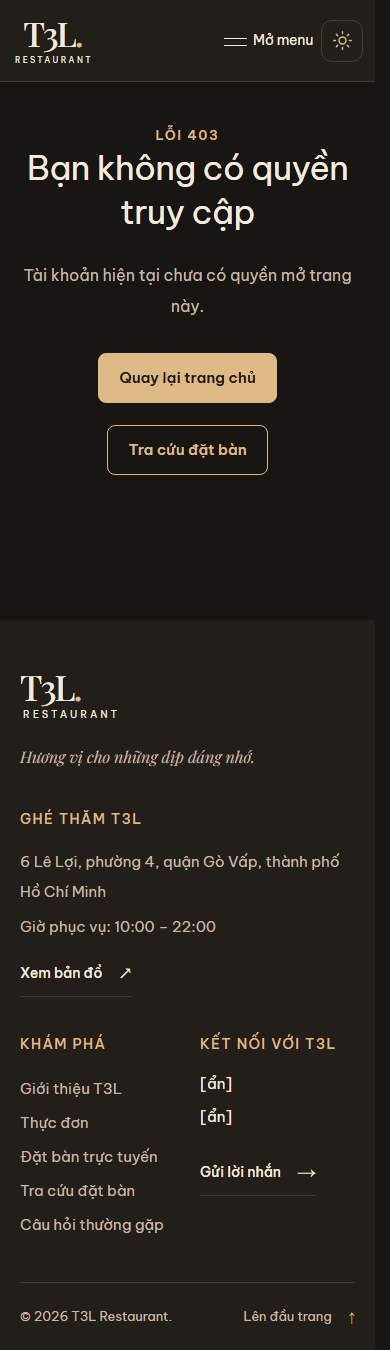 T3L.
RESTAURANT
Mở menu
LỖI 403
Bạn không có quyền
truy cập
Tài khoản hiện tại chưa có quyền mở trang
này.
Quay lại trang chủ
Tra cứu đặt bàn
T3L.
RESTAURANT
Hương vị cho những dịp đáng nhớ.
GHÉ THĂM T3L
6 Lê Lợi, phường 4, quận Gò Vấp, thành phố
Hồ Chí Minh
Giờ phục vụ: 10:00 – 22:00
Xem bản đồ ↗
KHÁM PHÁ
Giới thiệu T3L
Thực đơn
Đặt bàn trực tuyến
Tra cứu đặt bàn
Câu hỏi thường gặp
KẾT NỐI VỚI T3L
[ẩn]
[ẩn]
Gửi lời nhắn →
© 2026 T3L Restaurant.
Lên đầu trang ↑